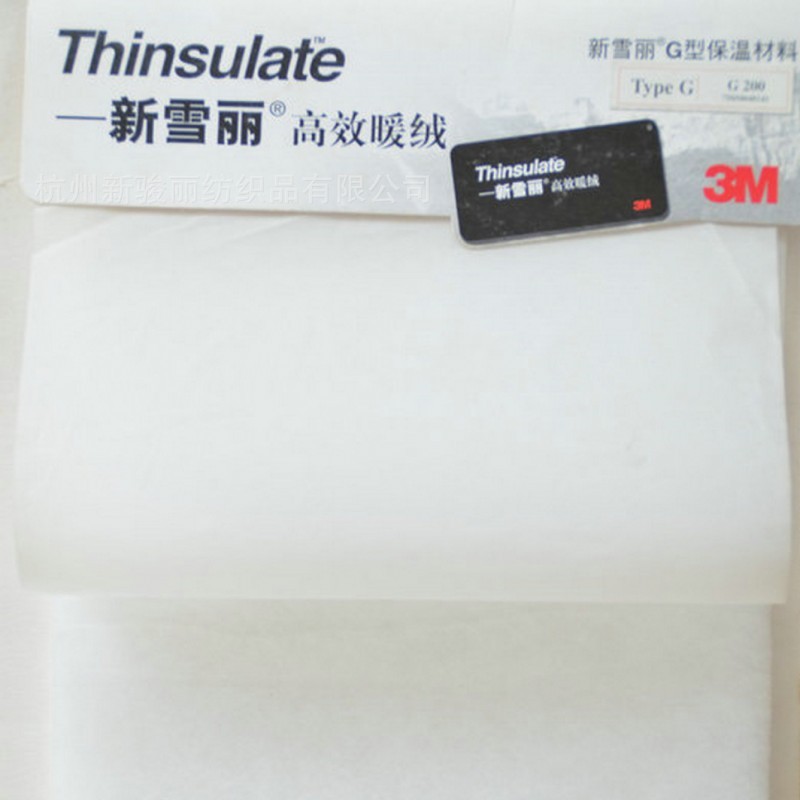 Thinsulate™
—新雪丽®高效暖绒
新雪丽®G型保温材料
Type G
G 200
杭州新骏丽纺织品有限公司
Thinsulate
—新雪丽®高效暖绒
3M
3M